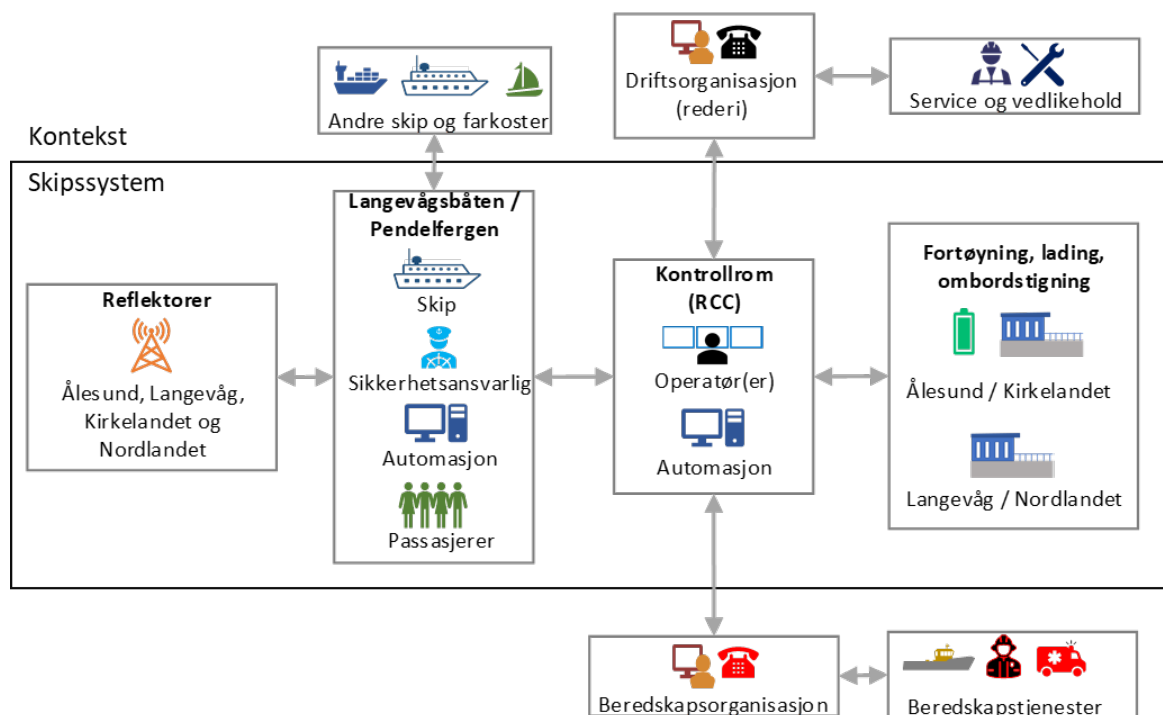 Andre skip og farkoster
Driftsorganisasjon
(rederi)
Service og vedlikehold
Kontekst
Skipssystem
Reflektorer
Ålesund, Langevåg,
Kirkelandet og
Nordlandet
Langevågsbåten /
Pendelfergen
Skip
Sikkerhetsansvarlig
Automasjon
Passasjerer
Kontrollrom
(RCC)
Operatør(er)
Automasjon
Fortøyning, lading,
ombordstigning
Ålesund / Kirkelandet
Langevåg / Nordlandet
Beredskapsorganisasjon
Beredskapstjenester